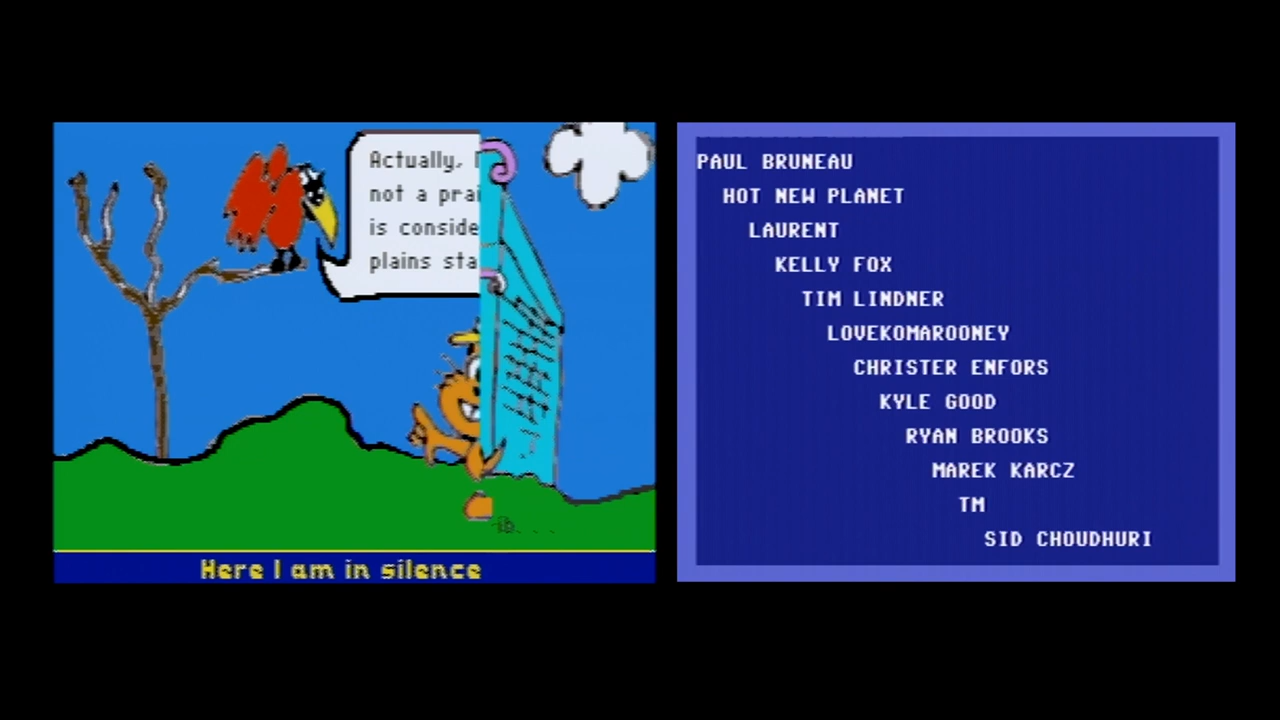 Actually,
not a prai
is conside
plains sta
Here I am in silence
PAUL BRUNEAU
HOT NEW PLANET
LAURENT
KELLY FOX
TIM LINDNER
LOVEKOMAROONEY
CHRISTER ENFORS
KYLE GOOD
RYAN BROOKS
MAREK KARCZ
TM
SID CHOUDHURI